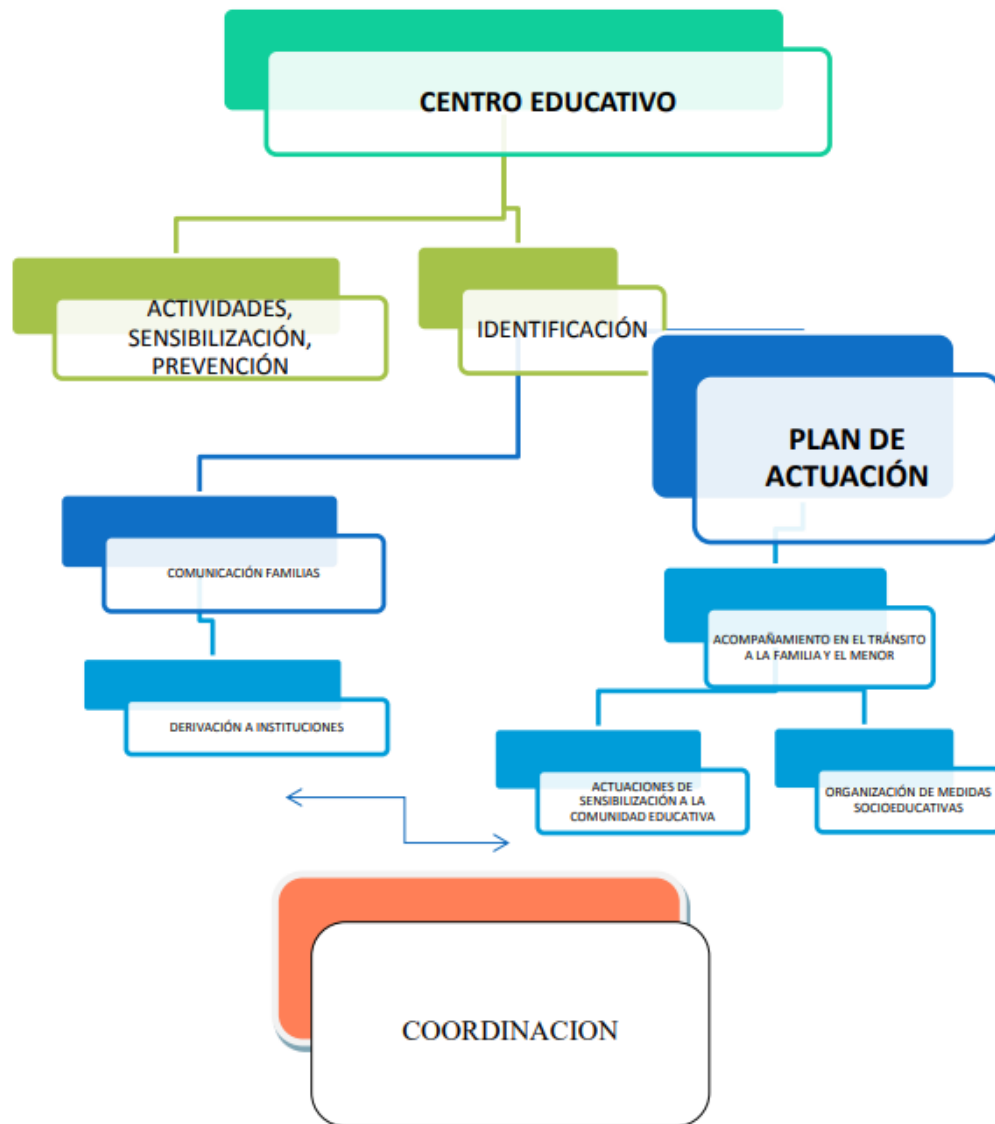 CENTRO EDUCATIVO
ACTIVIDADES,
SENSIBILIZACIÓN,
PREVENCIÓN
IDENTIFICACIÓN
PLAN DE
ACTUACIÓN
COMUNICACIÓN FAMILIAS
DERIVACIÓN A INSTITUCIONES
ACOMPAÑAMIENTO EN EL TRÁNSITO
A LA FAMILIA Y EL MENOR
ACTUACIONES DE
SENSIBILIZACIÓN A LA
COMUNIDAD EDUCATIVA
ORGANIZACIÓN DE MEDIDAS
SOCIOEDUCATIVAS
COORDINACION